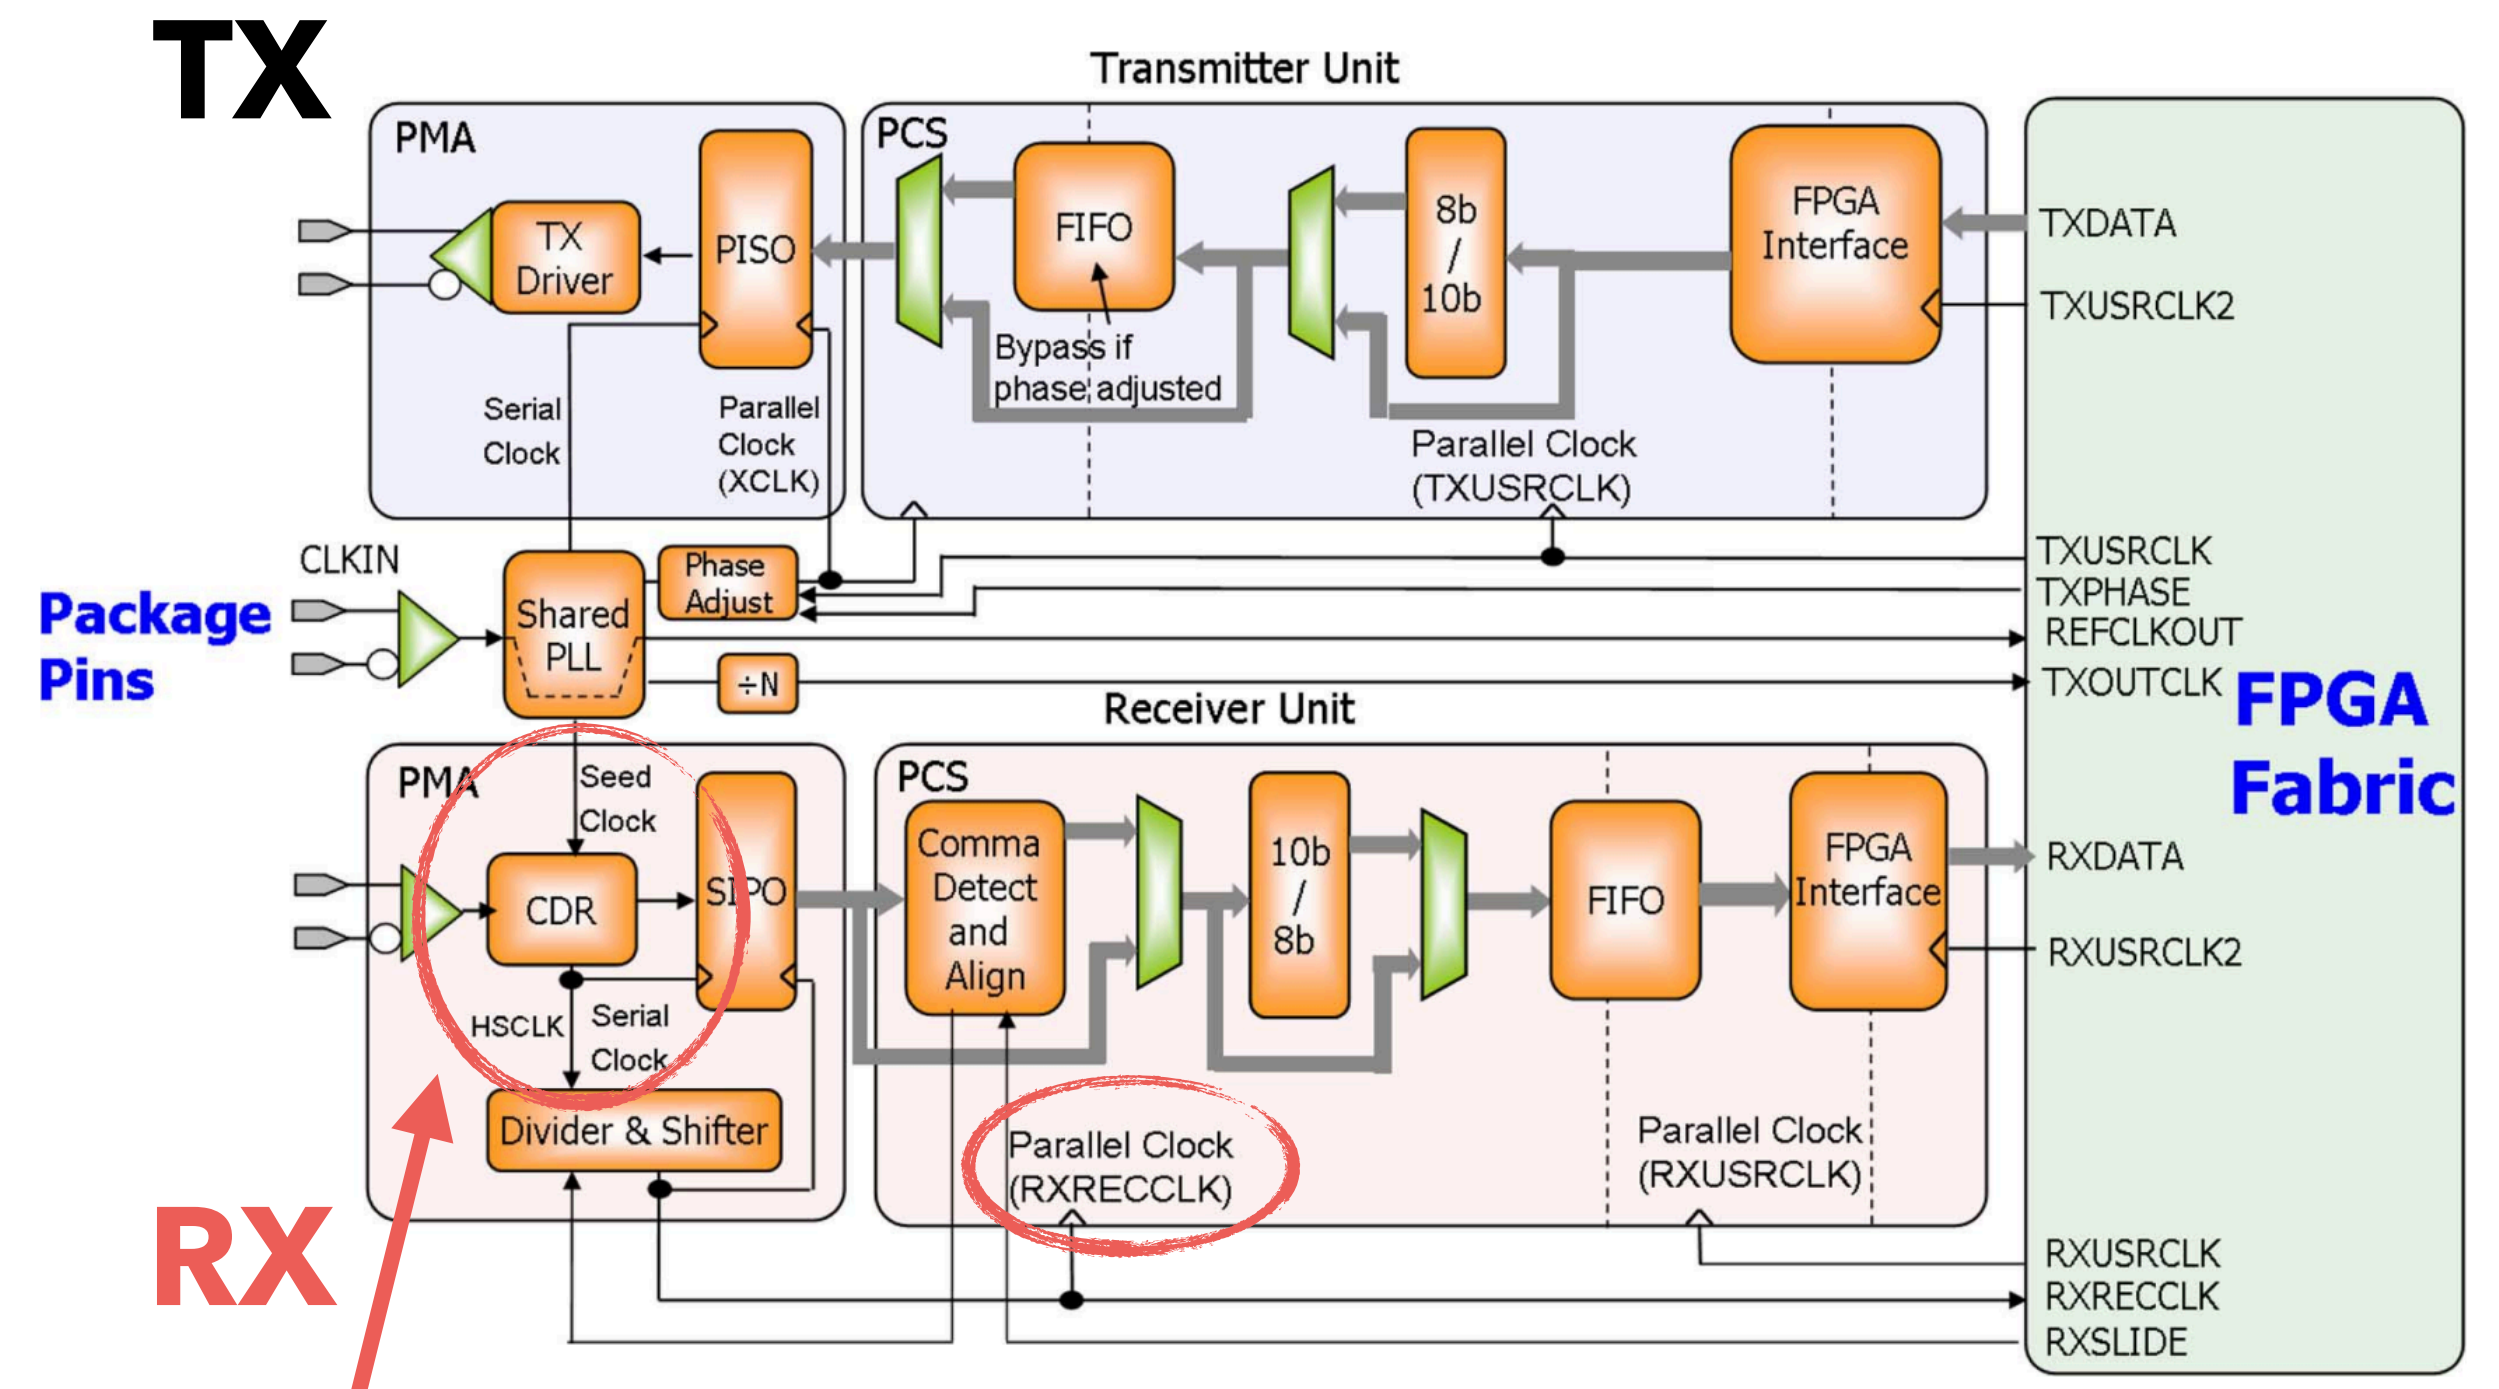 TX
Transmitter Unit
PMA
PCS
TX
Driver
PISO
FIFO
8b
/
10b
FPGA
Interface
TXDATA
TXUSRCLK2
Bypass if
phase adjusted
Serial
Clock
Parallel
Clock
(XCLK)
Parallel Clock
(TXUSRCLK)
CLKIN
Package
Pins
Shared
PLL
Phase
Adjust
÷N
TXUSRCLK
TXPHASE
REFCLKOUT
TXOUTCLK
FPGA
Fabric
Receiver Unit
PMA
Seed
Clock
CDR
SIPO
HSCLK
Serial
Clock
Divider & Shifter
PCS
Comma
Detect
and
Align
10b
/
8b
FIFO
FPGA
Interface
RXDATA
RXUSRCLK2
Parallel Clock
(RXRECCLK)
Parallel Clock
(RXUSRCLK)
RX
RXUSRCLK
RXRECCLK
RXSLIDE